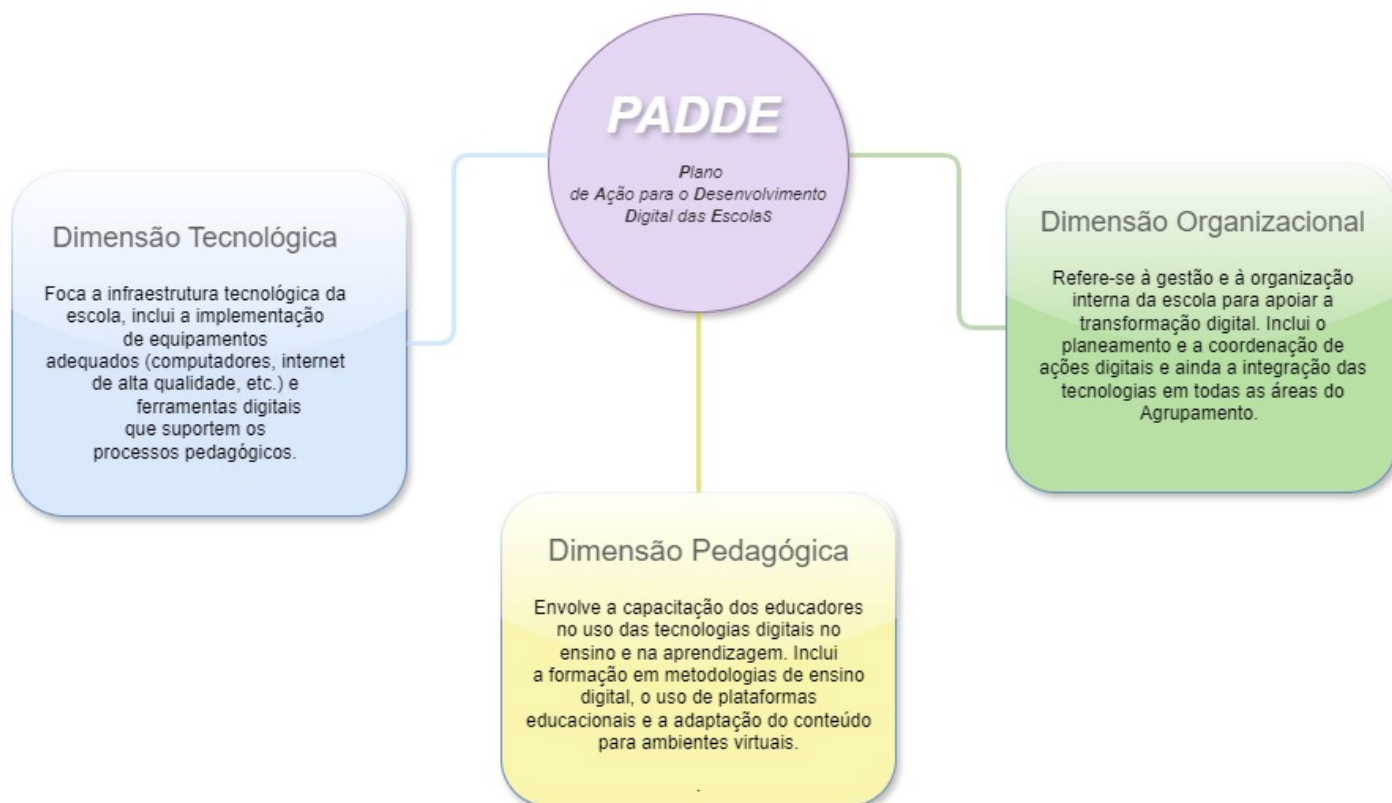 PADDE
Plano
de Ação para o Desenvolvimento
Digital das EscolaS
Dimensão Tecnológica
Foca a infraestrutura tecnológica da
escola, inclui a implementação
de equipamentos
adequados (computadores, internet
de alta qualidade, etc.) e
ferramentas digitais
que suportem os
processos pedagógicos.
Dimensão Organizacional
Refere-se à gestão e à organização
interna da escola para apoiar a
transformação digital. Inclui o
planeamento e a coordenação de
ações digitais e ainda a integração das
tecnologias em todas as áreas do
Agrupamento.
Dimensão Pedagógica
Envolve a capacitação dos educadores
no uso das tecnologias digitais no
ensino e na aprendizagem. Inclui
a formação em metodologias de ensino
digital, o uso de plataformas
educacionais e a adaptação do conteúdo
para ambientes virtuais.
.